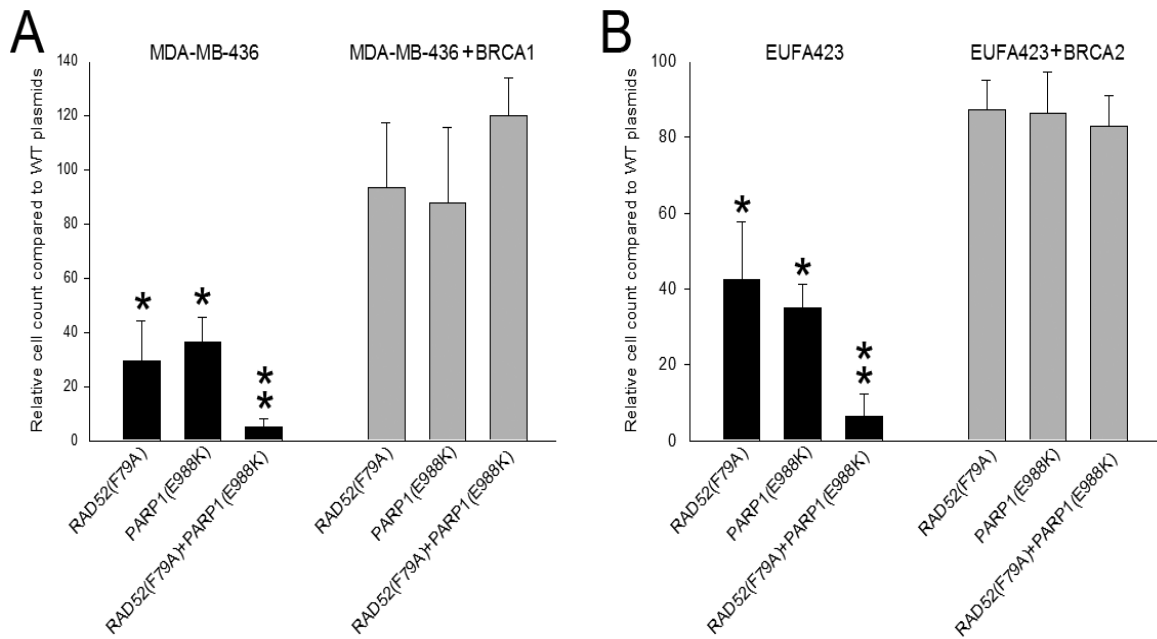 A
MDA-MB-436
MDA-MB-436+BRCA1
Relative cell count compared to WT plasmids
140
120
100
80
60
40
20
0
*
*
*
*
RAD52(F79A)
PARP1(E988K)
RAD52(F79A)+PARP1(E988K)
RAD52(F79A)
PARP1(E988K)
RAD52(F79A)+PARP1(E988K)
B
EUFA423
EUFA423+BRCA2
Relative cell count compared to WT plasmids
100
80
60
40
20
0
*
*
*
*
RAD52(F79A)
PARP1(E988K)
RAD52(F79A)+PARP1(E988K)
RAD52(F79A)
PARP1(E988K)
RAD52(F79A)+PARP1(E988K)